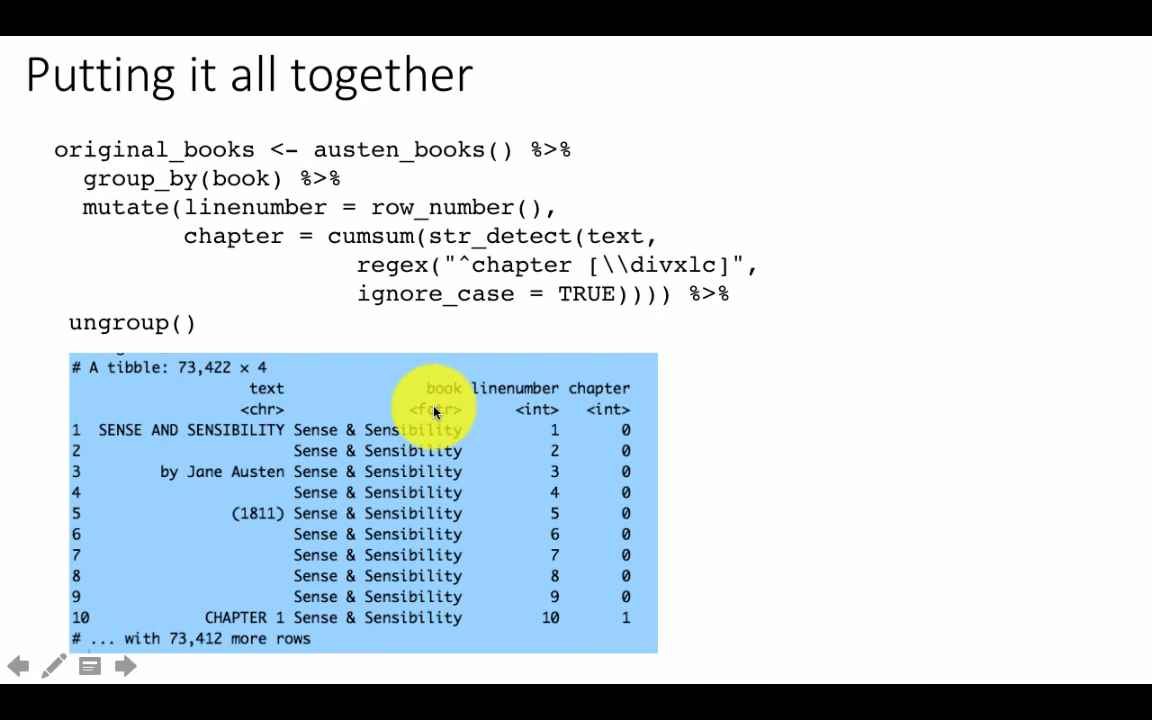 Putting it all together
original_books <- austen_books() %>%
group_by(book) %>%
mutate(linenumber = row_number(),
chapter = cumsum(str_detect(text,
regex("^chapter [\\divxlc]",
ignore_case = TRUE)))) %>%
ungroup()
# A tibble: 73,422 × 4
text book linenumber chapter
<chr> <fctr> <int> <int>
1 SENSE AND SENSIBILITY Sense & Sensibility 1 0
2 Sense & Sensibility 2 0
3 by Jane Austen Sense & Sensibility 3 0
4 Sense & Sensibility 4 0
5 (1811) Sense & Sensibility 5 0
6 Sense & Sensibility 6 0
7 Sense & Sensibility 7 0
8 Sense & Sensibility 8 0
9 Sense & Sensibility 9 0
10 CHAPTER 1 Sense & Sensibility 10 1
# ... with 73,412 more rows